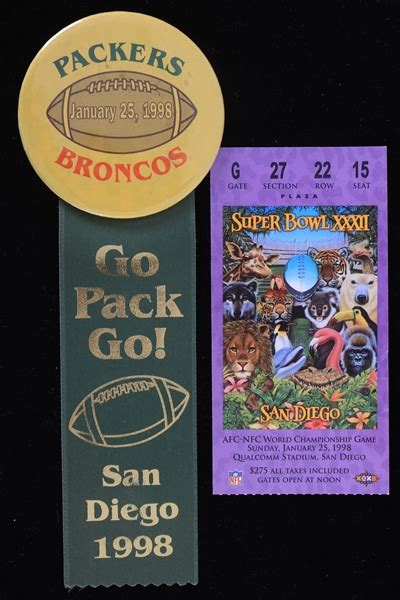 PACKERS
January 25, 1998
BRONCOS
Go
Pack
Go!
San
Diego
1998
G 27 22 15
GATE SECTION ROW SEAT
PLAZA
SUPER BOWL XXXII
SAN DIEGO
AFC-NFC WORLD CHAMPIONSHIP GAME
SUNDAY, JANUARY 25, 1998
QUALCOMM STADIUM, SAN DIEGO
$275 ALL TAXES INCLUDED
GATES OPEN AT NOON
NFL